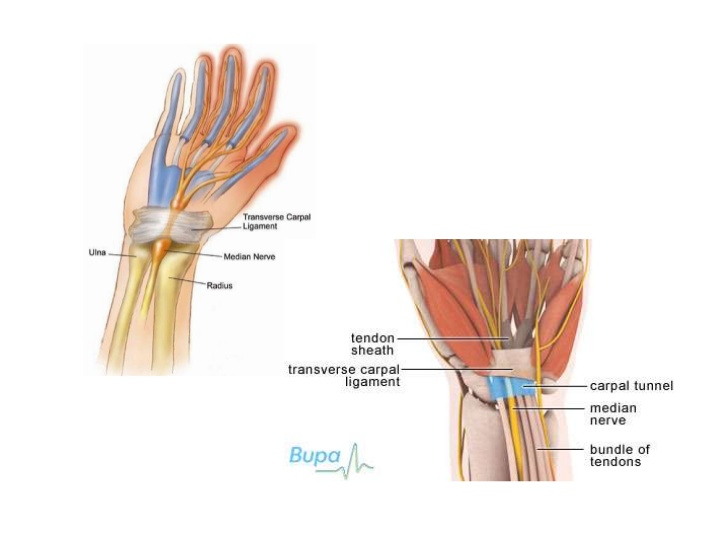 Transverse Carpal
Ligament
Ulna
Median Nerve
Radius
tendon
sheath
transverse carpal
ligament
carpal tunnel
median
nerve
bundle of
tendons
Bupa